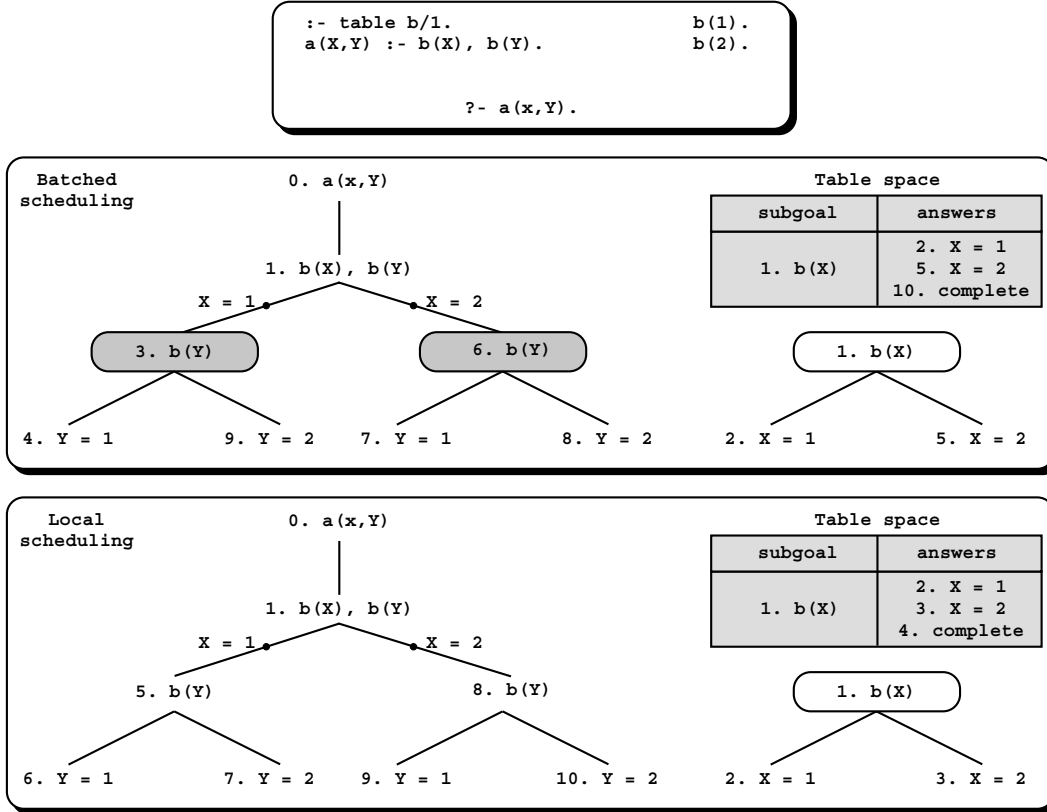 :- table b/1. b(1).
a(X,Y) :- b(X), b(Y). b(2).
?- a(x,Y).
Batched
scheduling
0. a(x,Y)
1. b(X), b(Y)
X = 1
X = 2
3. b(Y)
6. b(Y)
4. Y = 1
9. Y = 2
7. Y = 1
8. Y = 2
Table space
subgoal answers
1. b(X)
2. X = 1
5. X = 2
10. complete
1. b(X)
2. X = 1
5. X = 2
Local
scheduling
0. a(x,Y)
1. b(X), b(Y)
X = 1
X = 2
5. b(Y)
8. b(Y)
6. Y = 1
7. Y = 2
9. Y = 1
10. Y = 2
Table space
subgoal answers
1. b(X)
2. X = 1
3. X = 2
4. complete
1. b(X)
2. X = 1
3. X = 2